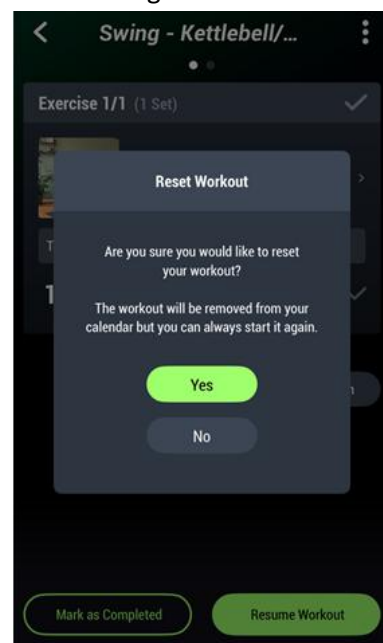 Swing - Kettlebell/...
Exercise 1/1 (1 Set)
Reset Workout
T
Are you sure you would like to reset
your workout?
1
The workout will be removed from your
calendar but you can always start it again.
Yes
No
Mark as Completed
Resume Workout